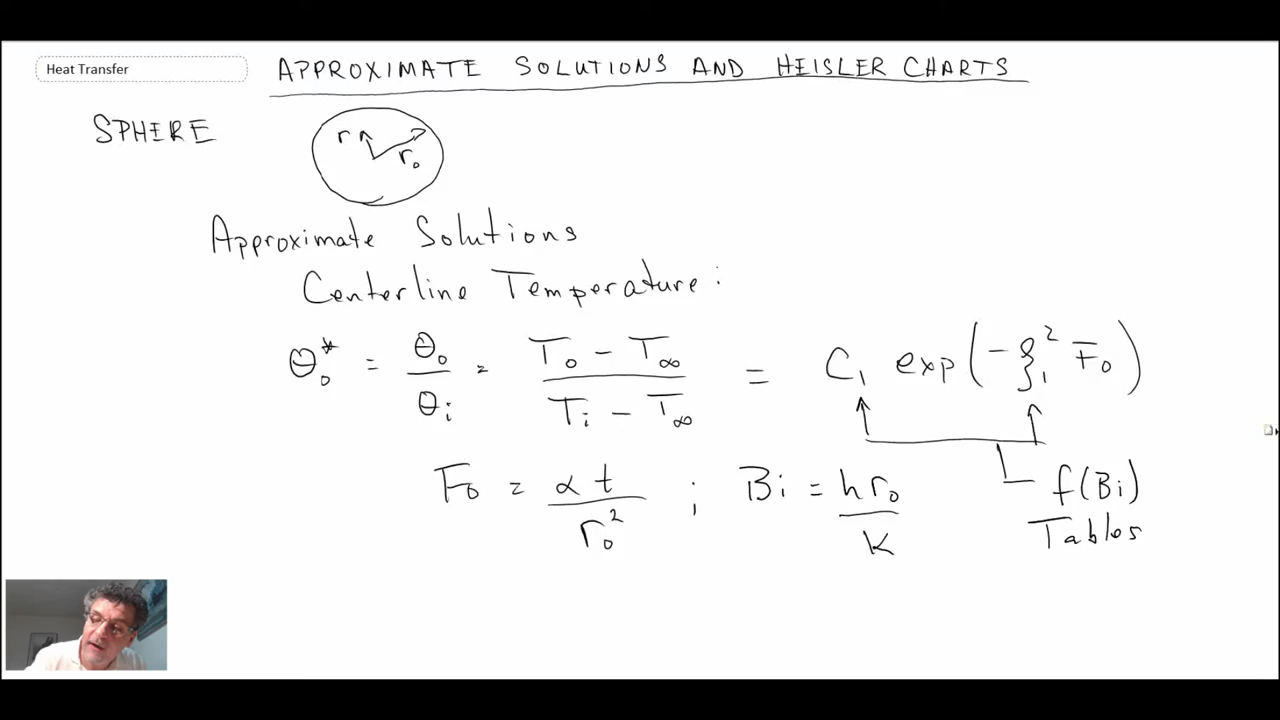 Heat Transfer
APPROXIMATE SOLUTIONS AND HEISLER CHARTS
SPHERE
r r₀
Approximate Solutions
Centerline Temperature:
Θ₀* = Θ₀/Θᵢ = (T₀ - T∞)/(Tᵢ - T∞) = C₁ exp(-ξ₁² Fo)
Fo = αt/r₀² ; Bi = hr₀/k f(Bi)
Tables